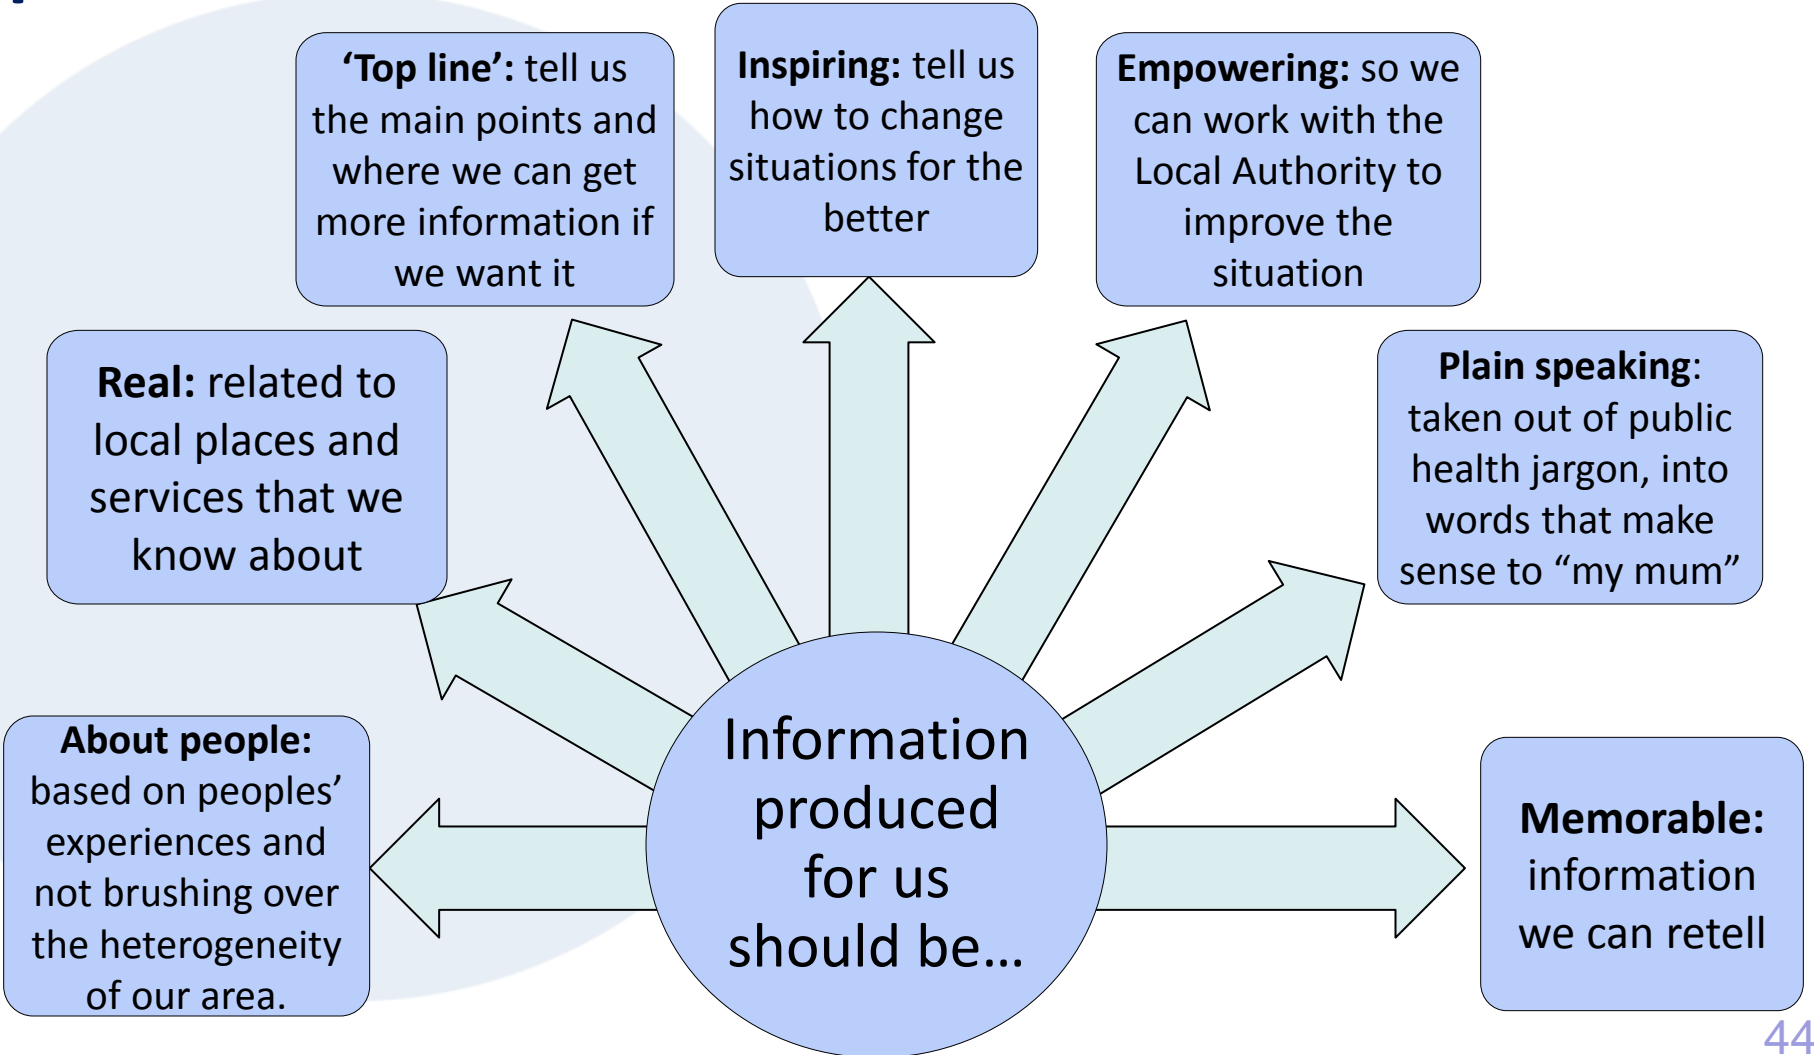 ‘Top line’: tell us
the main points and
where we can get
more information if
we want it
Inspiring: tell us
how to change
situations for the
better
Empowering: so we
can work with the
Local Authority to
improve the
situation
Real: related to
local places and
services that we
know about
Plain speaking:
taken out of public
health jargon, into
words that make
sense to “my mum”
About people:
based on peoples’
experiences and
not brushing over
the heterogeneity
of our area.
Information
produced
for us
should be…
Memorable:
information
we can retell
44